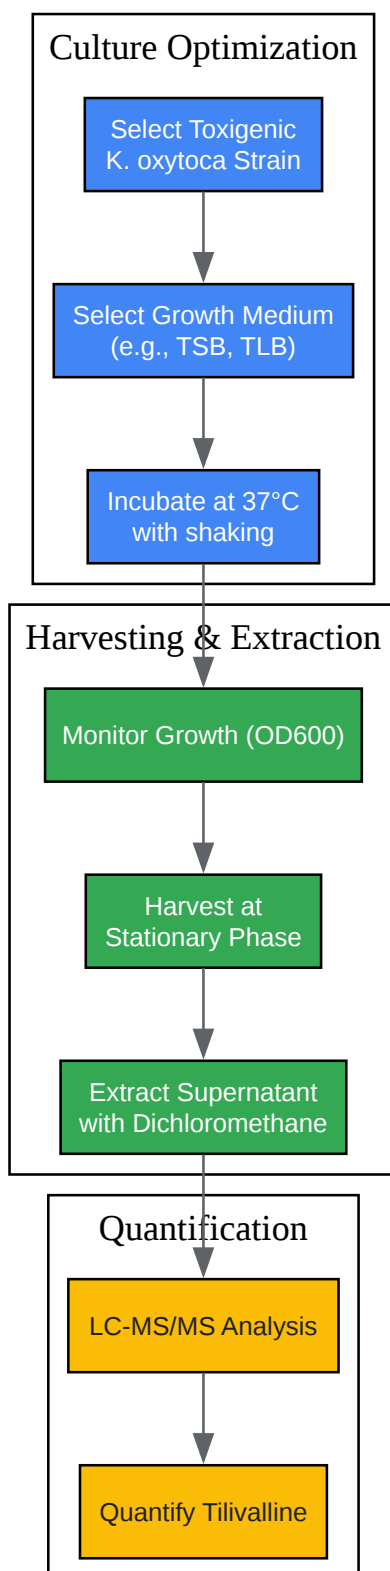 Culture Optimization
Select Toxigenic
K. oxytoca Strain
Select Growth Medium
(e.g., TSB, TLB)
Incubate at 37°C
with shaking
Harvesting & Extraction
Monitor Growth (OD600)
Harvest at
Stationary Phase
Extract Supernatant
with Dichloromethane
Quantification
LC-MS/MS Analysis
Quantify Tilivalline